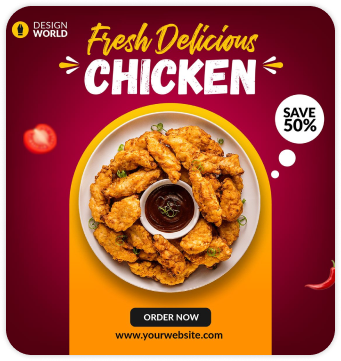 DESIGN
WORLD
Fresh Delicious
CHICKEN
SAVE
50%
ORDER NOW
www.yourwebsite.com